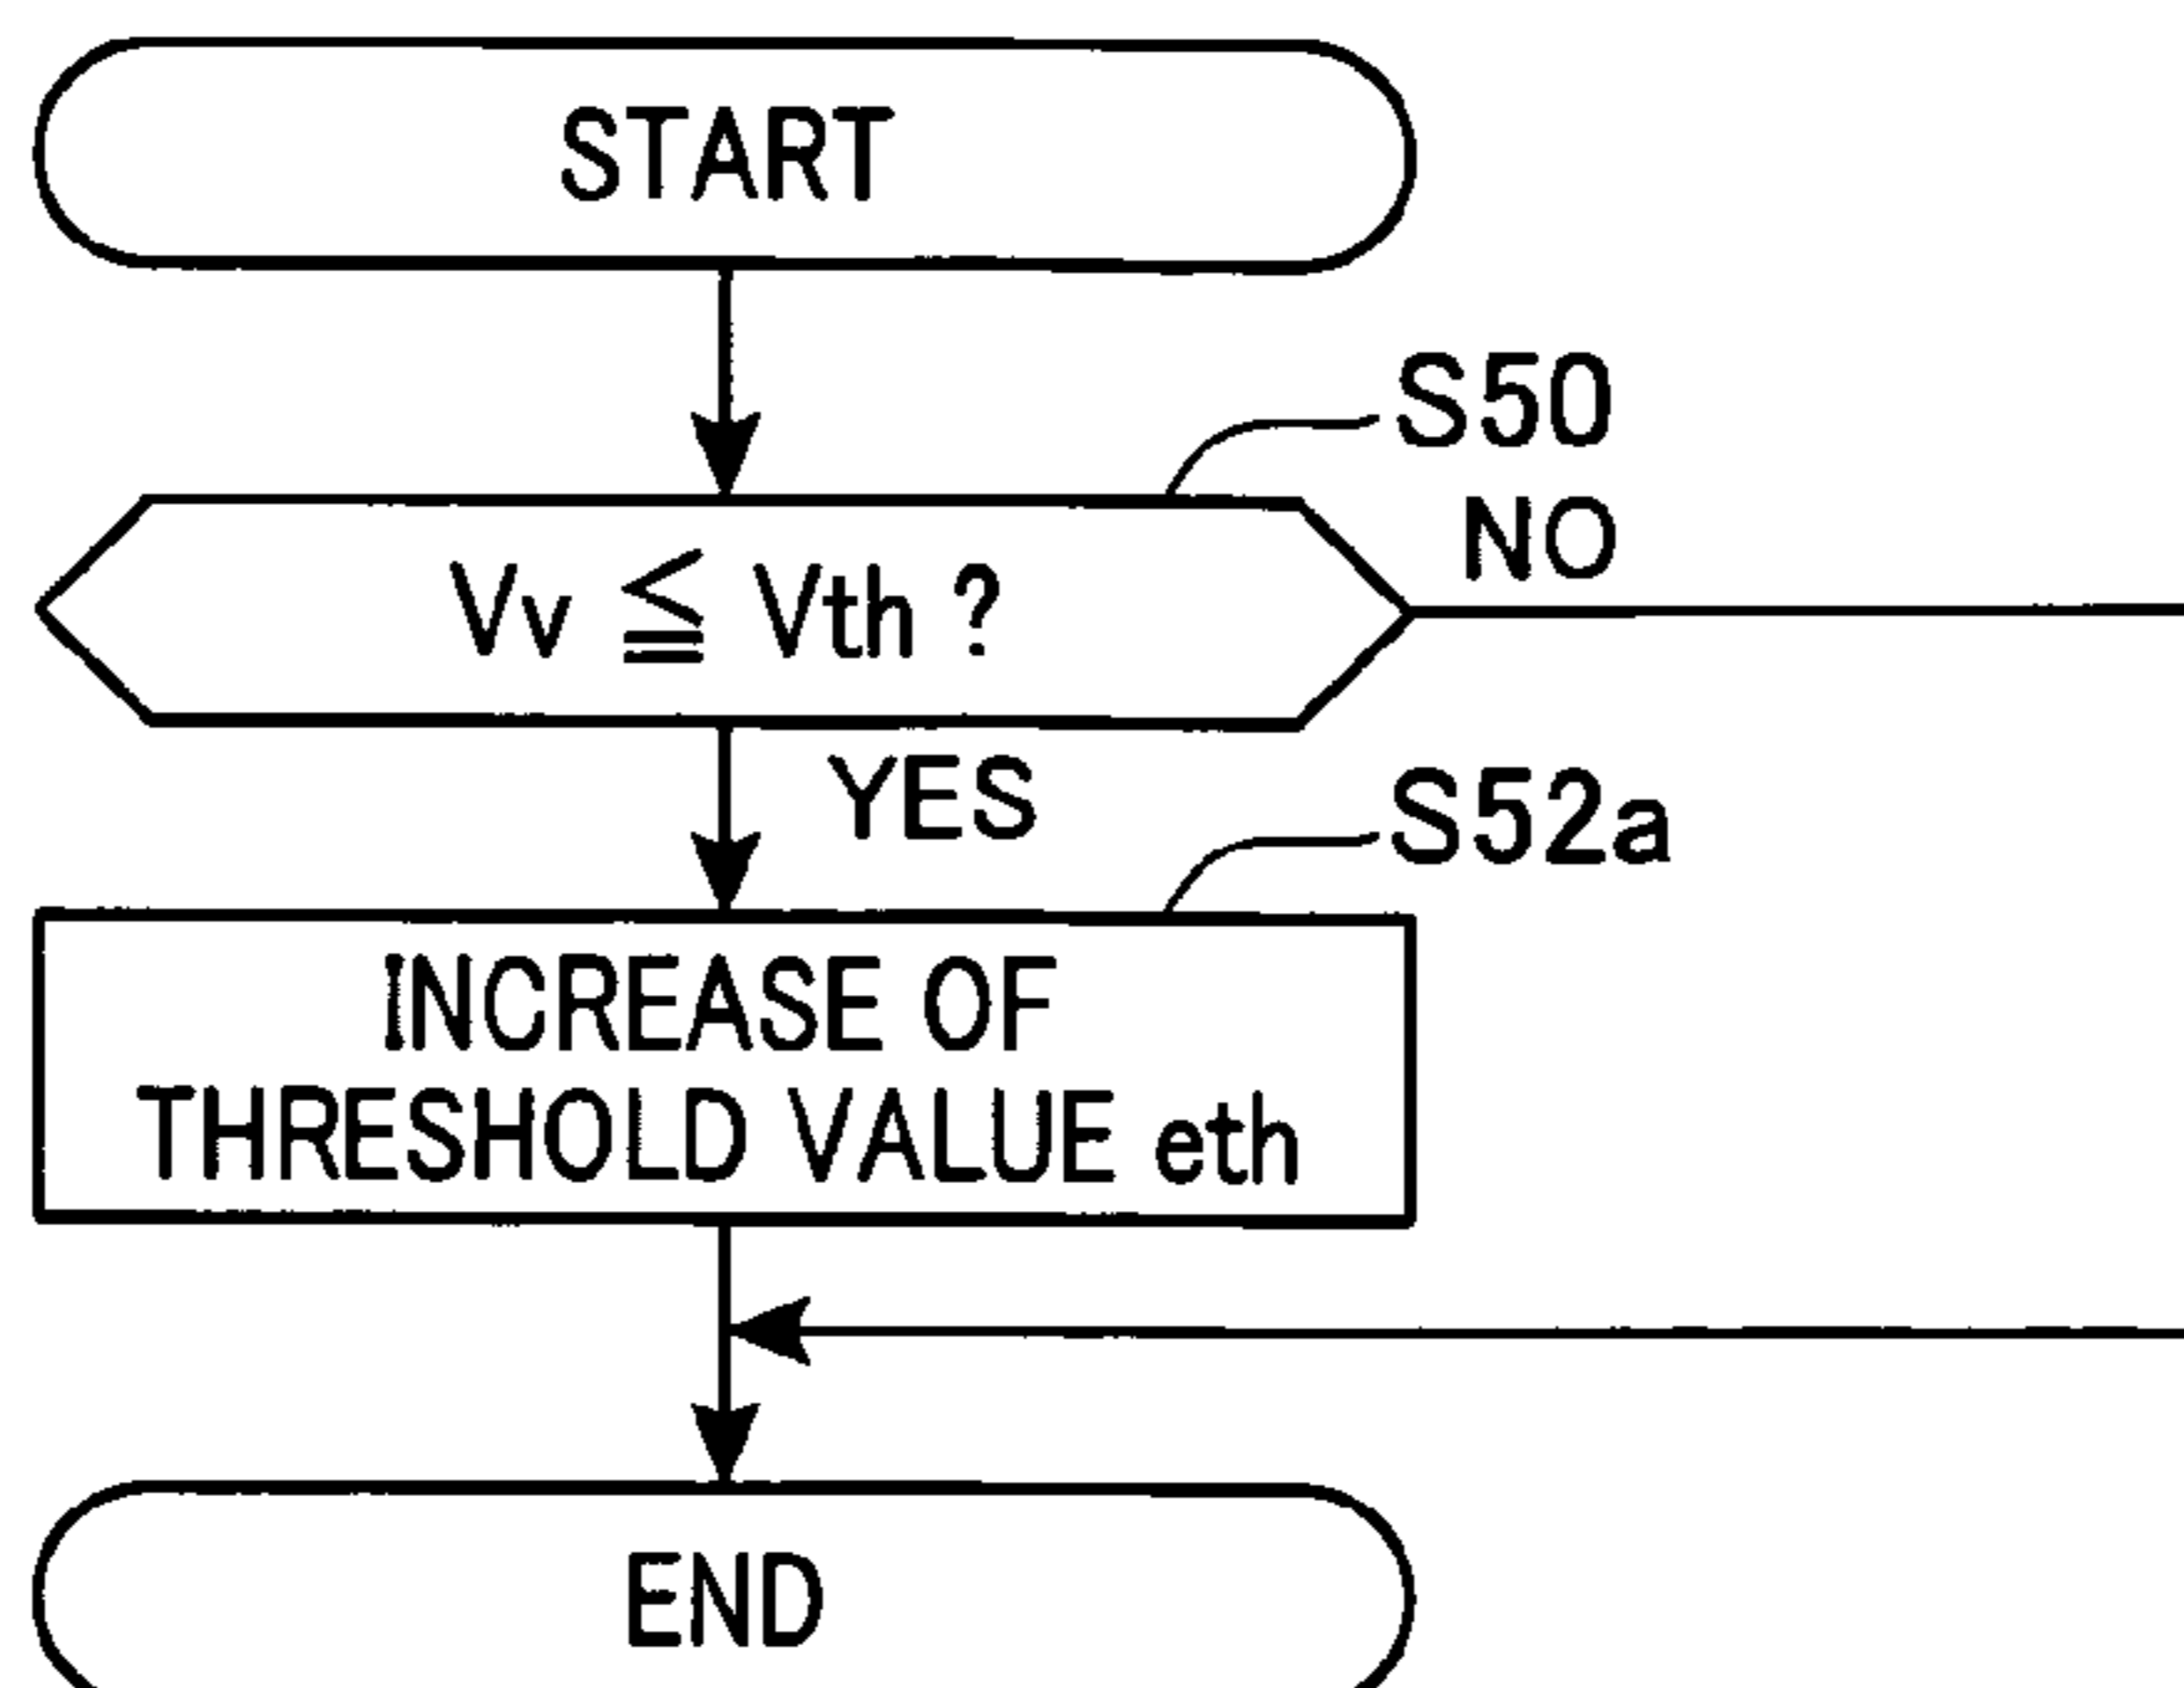 START
S50
NO
Vv ≦ Vth ?
YES
S52a
INCREASE OF
THRESHOLD VALUE eth
END